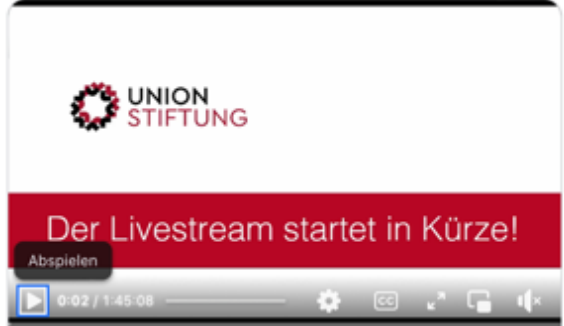 UNION
STIFTUNG
Der Livestream startet in Kürze!
Abspielen
0:02 / 1:45:08
CC